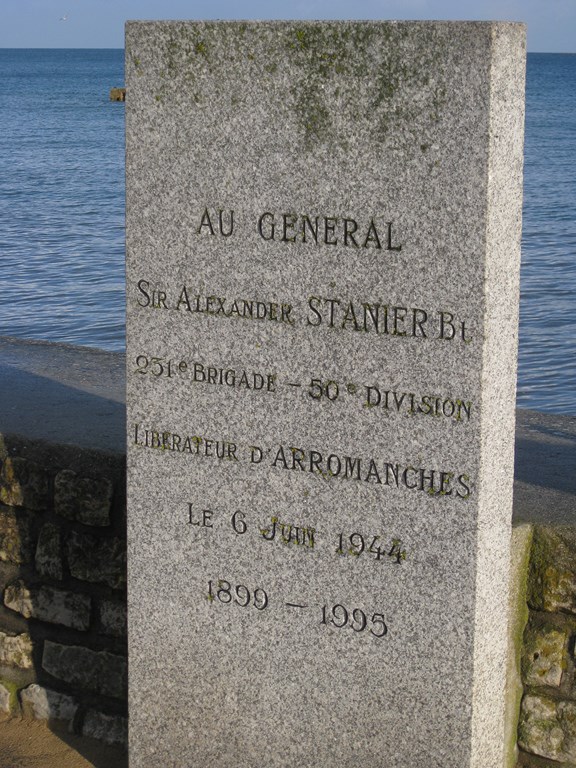 AU GENERAL
SIR ALEXANDER STANIER Bt
231e BRIGADE – 50e DIVISION
LIBERATEUR D'ARROMANCHES
LE 6 JUIN 1944
1899 – 1995